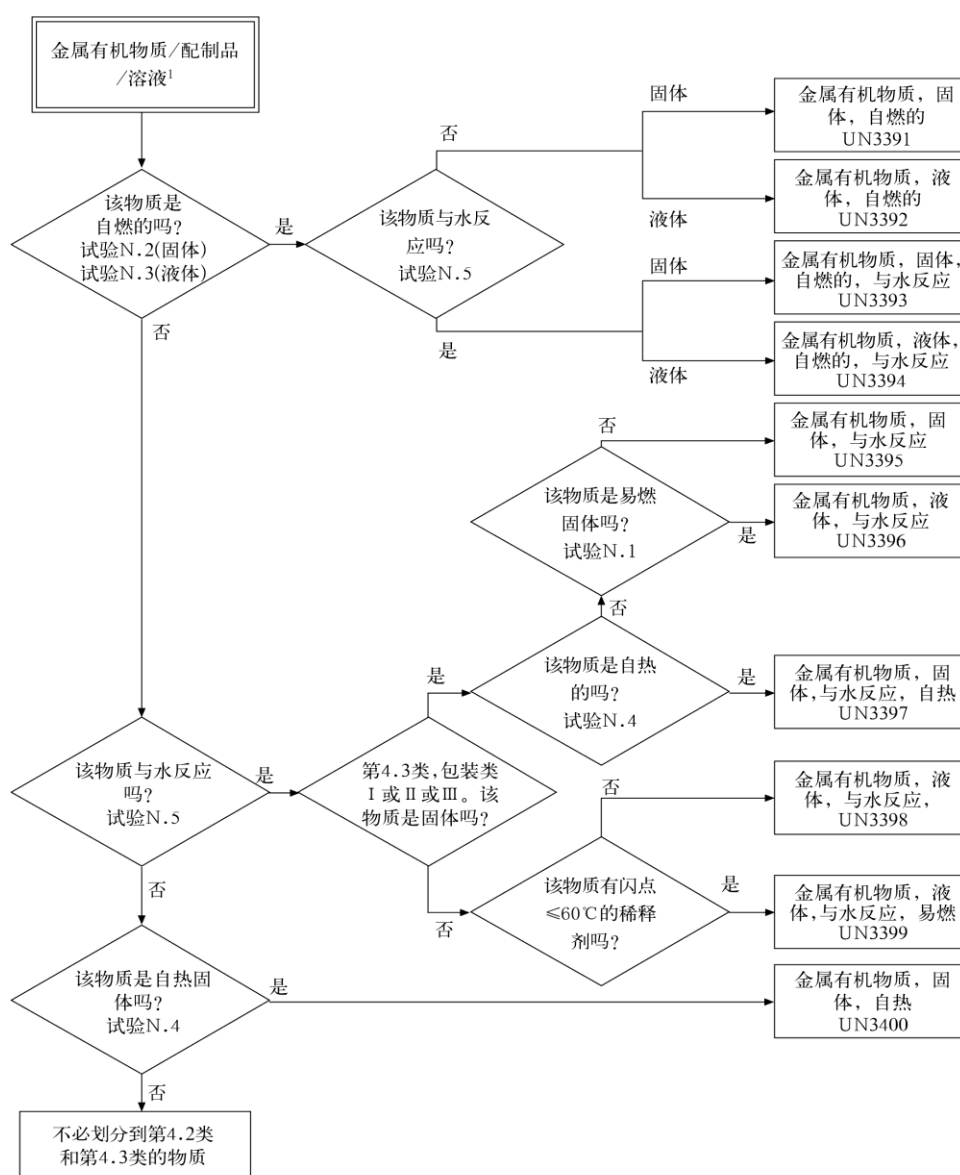 金属有机物质/配制品
/溶液1
该物质是
自燃的吗?
试验N.2(固体)
试验N.3(液体)
是
否
该物质与水反
应吗?
试验N.5
否
是
固体
液体
固体
液体
金属有机物质，固
体，自燃的
UN3391
金属有机物质，液
体，自燃的
UN3392
金属有机物质，固体，
自燃的，与水反应
UN3393
金属有机物质，液体，
自燃的，与水反应
UN3394
否
金属有机物质，固
体，与水反应
UN3395
该物质是易燃
固体吗?
试验N.1
是
金属有机物质，液
体，与水反应
UN3396
否
该物质是自热
的吗?
试验N.4
是
是
金属有机物质，固
体,与水反应，自热
UN3397
该物质与水反应
吗?
试验N.5
是
第4.3类,包装类
Ⅰ或Ⅱ或Ⅲ。该
物质是固体吗?
否
金属有机物质，液
体，与水反应，
UN3398
否
否
该物质有闪点
≤60℃的稀释
剂吗?
是
金属有机物质，液
体,与水反应，易燃
UN3399
该物质是自热固
体吗?
试验N.4
是
金属有机物质，固
体，自热
UN3400
否
不必划分到第4.2类
和第4.3类的物质